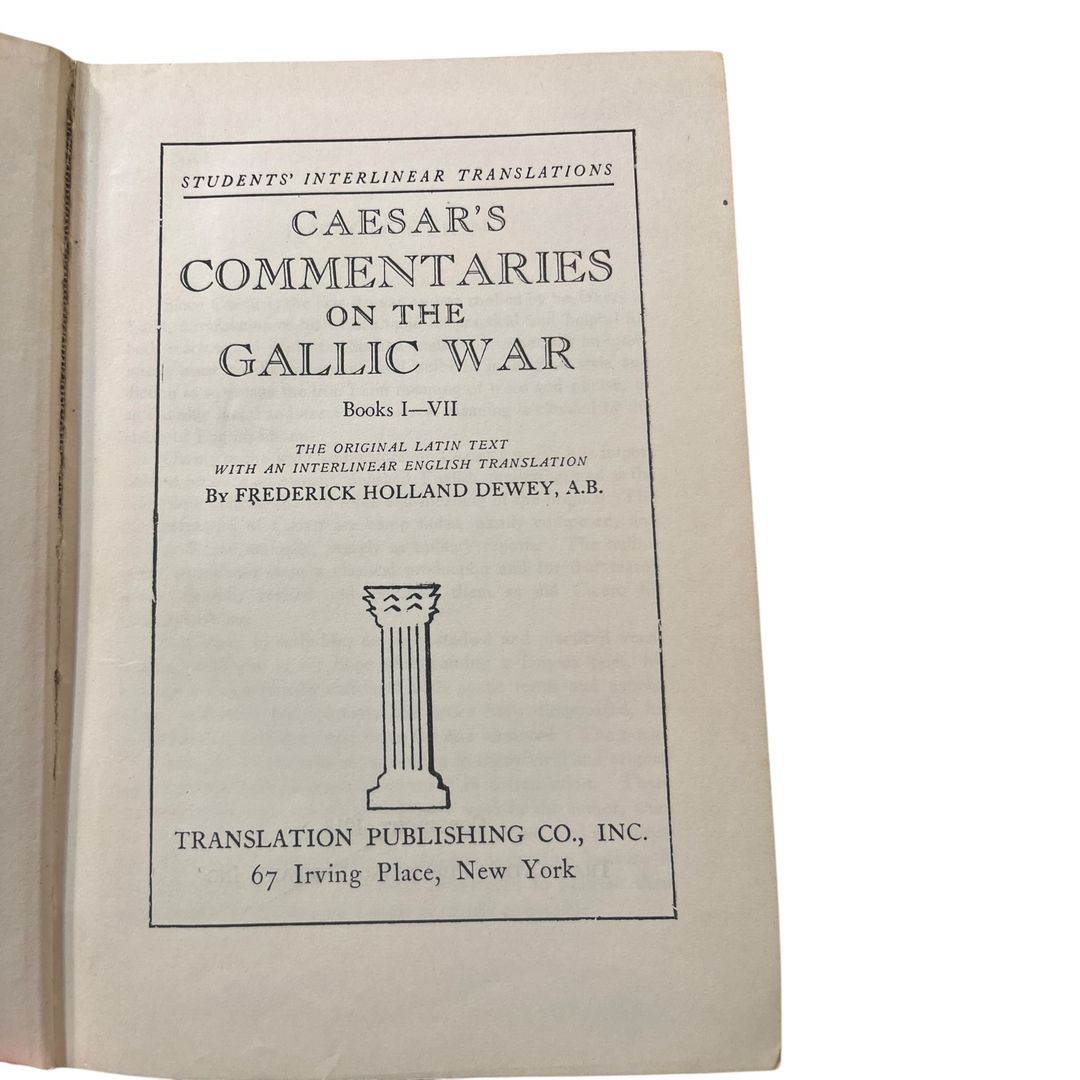 STUDENTS' INTERLINEAR TRANSLATIONS
CAESAR'S
COMMENTARIES
ON THE
GALLIC WAR
Books I—VII
THE ORIGINAL LATIN TEXT
WITH AN INTERLINEAR ENGLISH TRANSLATION
By FREDERICK HOLLAND DEWEY, A.B.
TRANSLATION PUBLISHING CO., INC.
67 Irving Place, New York